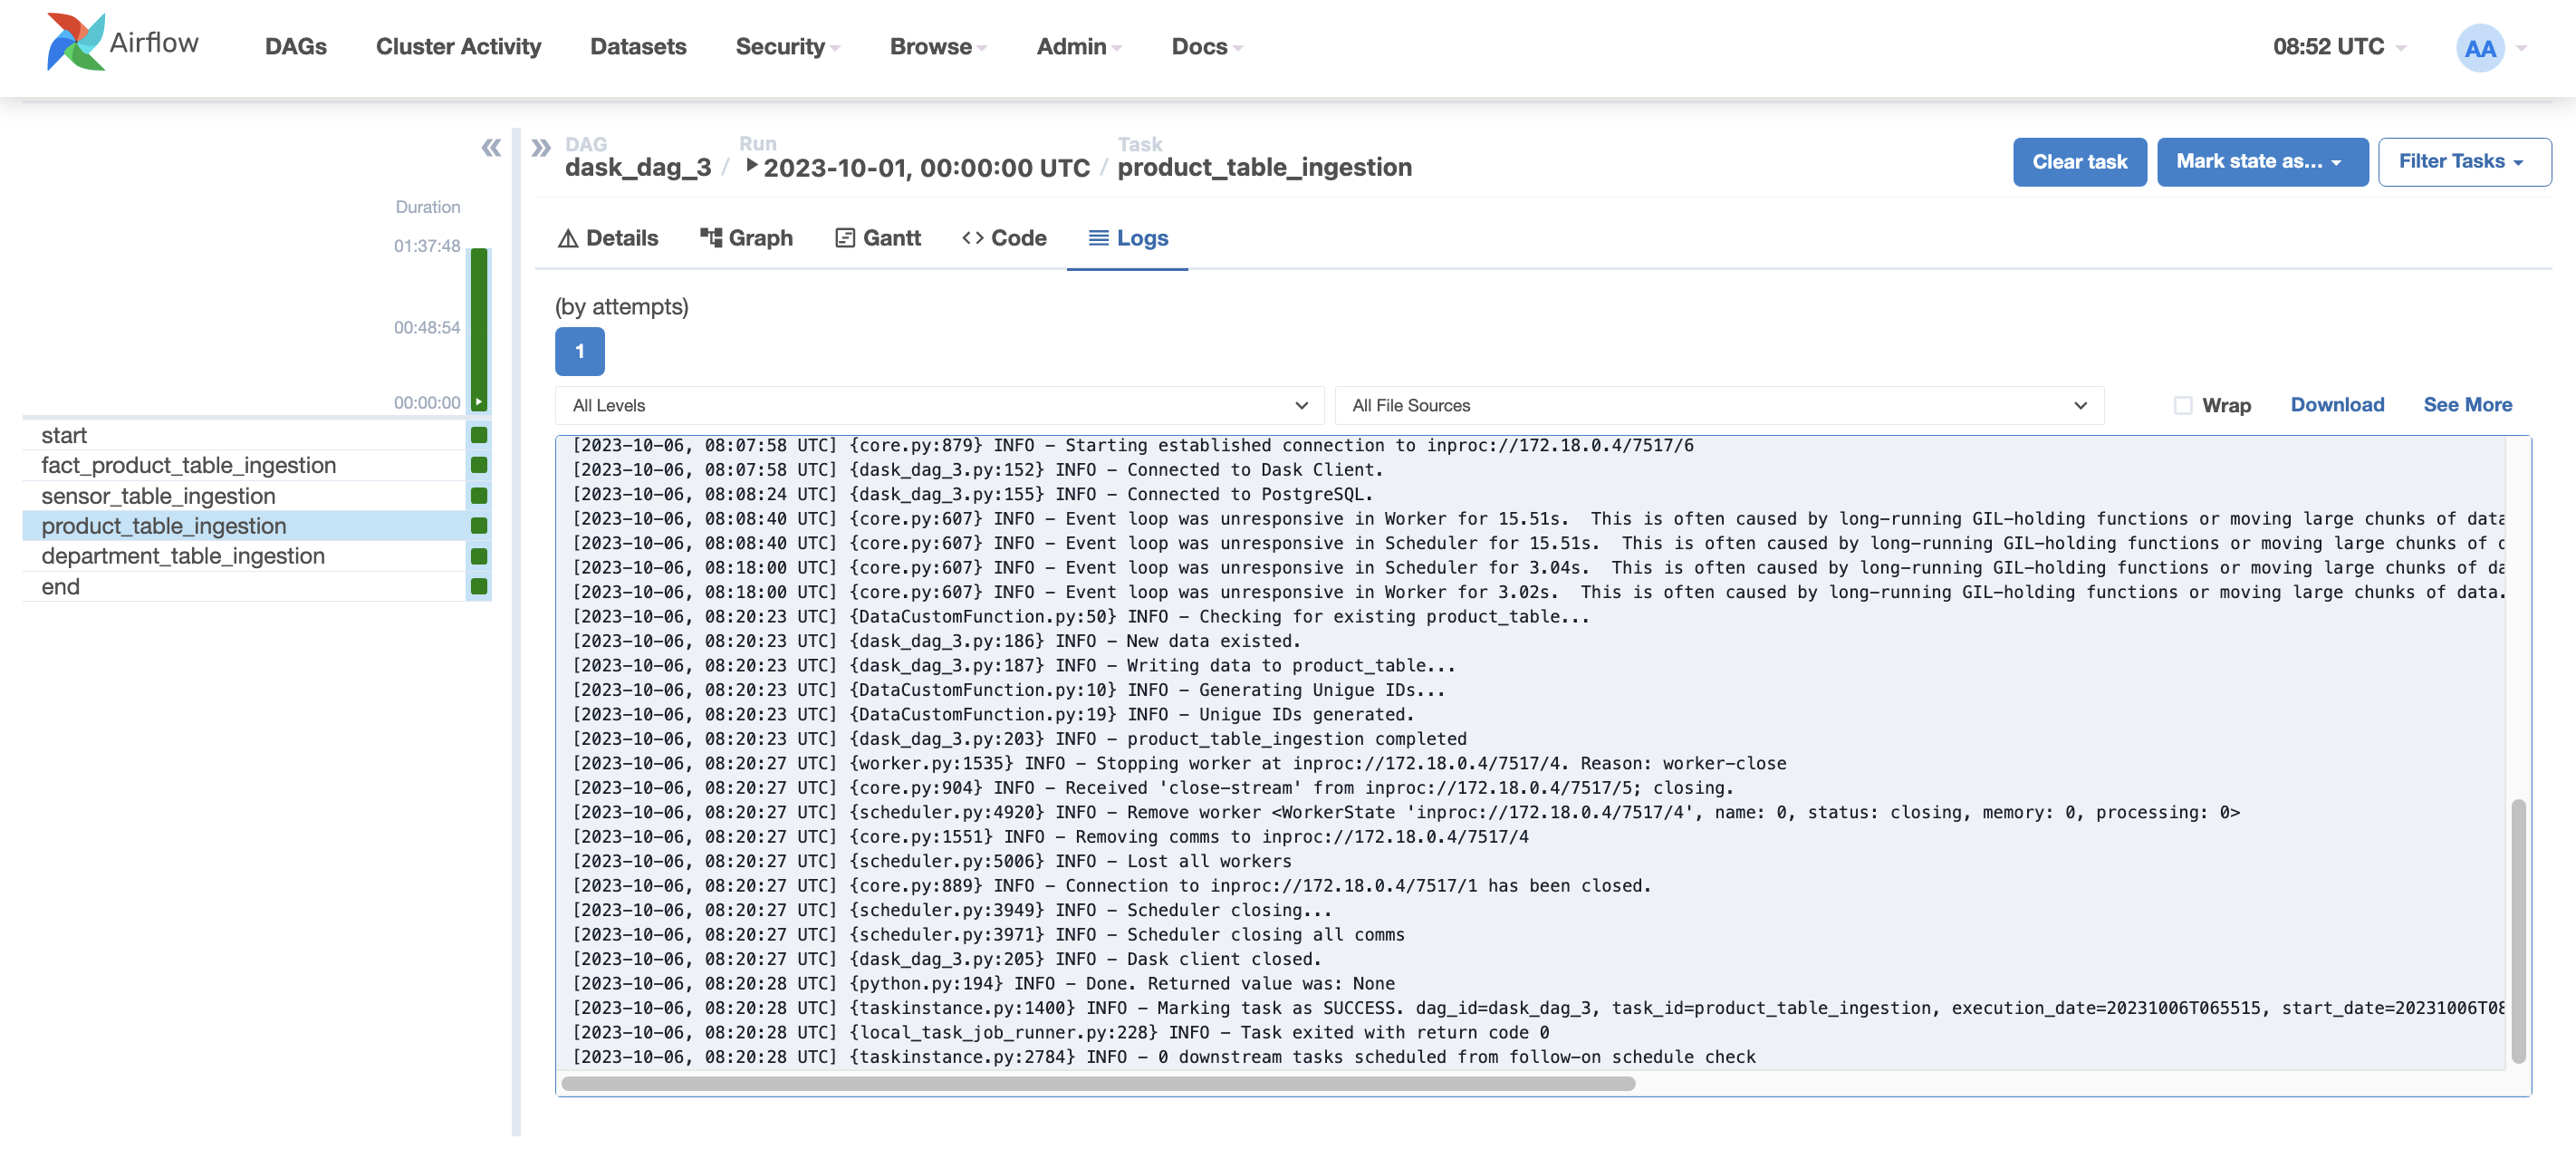 Airflow DAGs Cluster Activity Datasets Security Browse Admin Docs 08:52 UTC AA
DAG Run Task
dask_dag_3 / 2023-10-01, 00:00:00 UTC / product_table_ingestion
Clear task Mark state as... Filter Tasks
Duration
01:37:48
00:48:54
00:00:00
start
fact_product_table_ingestion
sensor_table_ingestion
product_table_ingestion
department_table_ingestion
end
Details Graph Gantt Code Logs
(by attempts)
1
All Levels All File Sources Wrap Download See More
[2023-10-06, 08:07:58 UTC] {core.py:879} INFO - Starting established connection to inproc://172.18.0.4/7517/6
[2023-10-06, 08:07:58 UTC] {dask_dag_3.py:152} INFO - Connected to Dask Client.
[2023-10-06, 08:08:24 UTC] {dask_dag_3.py:155} INFO - Connected to PostgreSQL.
[2023-10-06, 08:08:40 UTC] {core.py:607} INFO - Event loop was unresponsive in Worker for 15.51s.  This is often caused by long-running GIL-holding functions or moving large chunks of data
[2023-10-06, 08:08:40 UTC] {core.py:607} INFO - Event loop was unresponsive in Scheduler for 15.51s.  This is often caused by long-running GIL-holding functions or moving large chunks of
[2023-10-06, 08:18:00 UTC] {core.py:607} INFO - Event loop was unresponsive in Scheduler for 3.04s.  This is often caused by long-running GIL-holding functions or moving large chunks of da
[2023-10-06, 08:18:00 UTC] {core.py:607} INFO - Event loop was unresponsive in Worker for 3.02s.  This is often caused by long-running GIL-holding functions or moving large chunks of data.
[2023-10-06, 08:20:23 UTC] {DataCustomFunction.py:50} INFO - Checking for existing product_table...
[2023-10-06, 08:20:23 UTC] {dask_dag_3.py:186} INFO - New data existed.
[2023-10-06, 08:20:23 UTC] {dask_dag_3.py:187} INFO - Writing data to product_table...
[2023-10-06, 08:20:23 UTC] {DataCustomFunction.py:10} INFO - Generating Unigue IDs...
[2023-10-06, 08:20:23 UTC] {DataCustomFunction.py:19} INFO - Unigue IDs generated.
[2023-10-06, 08:20:23 UTC] {dask_dag_3.py:203} INFO - product_table_ingestion completed
[2023-10-06, 08:20:27 UTC] {worker.py:1535} INFO - Stopping worker at inproc://172.18.0.4/7517/4. Reason: worker-close
[2023-10-06, 08:20:27 UTC] {core.py:904} INFO - Received 'close-stream' from inproc://172.18.0.4/7517/5; closing.
[2023-10-06, 08:20:27 UTC] {scheduler.py:4920} INFO - Remove worker <WorkerState 'inproc://172.18.0.4/7517/4', name: 0, status: closing, memory: 0, processing: 0>
[2023-10-06, 08:20:27 UTC] {core.py:1551} INFO - Removing comms to inproc://172.18.0.4/7517/4
[2023-10-06, 08:20:27 UTC] {scheduler.py:5006} INFO - Lost all workers
[2023-10-06, 08:20:27 UTC] {core.py:889} INFO - Connection to inproc://172.18.0.4/7517/1 has been closed.
[2023-10-06, 08:20:27 UTC] {scheduler.py:3949} INFO - Scheduler closing...
[2023-10-06, 08:20:27 UTC] {scheduler.py:3971} INFO - Scheduler closing all comms
[2023-10-06, 08:20:27 UTC] {dask_dag_3.py:205} INFO - Dask client closed.
[2023-10-06, 08:20:28 UTC] {python.py:194} INFO - Done. Returned value was: None
[2023-10-06, 08:20:28 UTC] {taskinstance.py:1400} INFO - Marking task as SUCCESS. dag_id=dask_dag_3, task_id=product_table_ingestion, execution_date=20231006T065515, start_date=20231006T08
[2023-10-06, 08:20:28 UTC] {local_task_job_runner.py:228} INFO - Task exited with return code 0
[2023-10-06, 08:20:28 UTC] {taskinstance.py:2784} INFO - 0 downstream tasks scheduled from follow-on schedule check